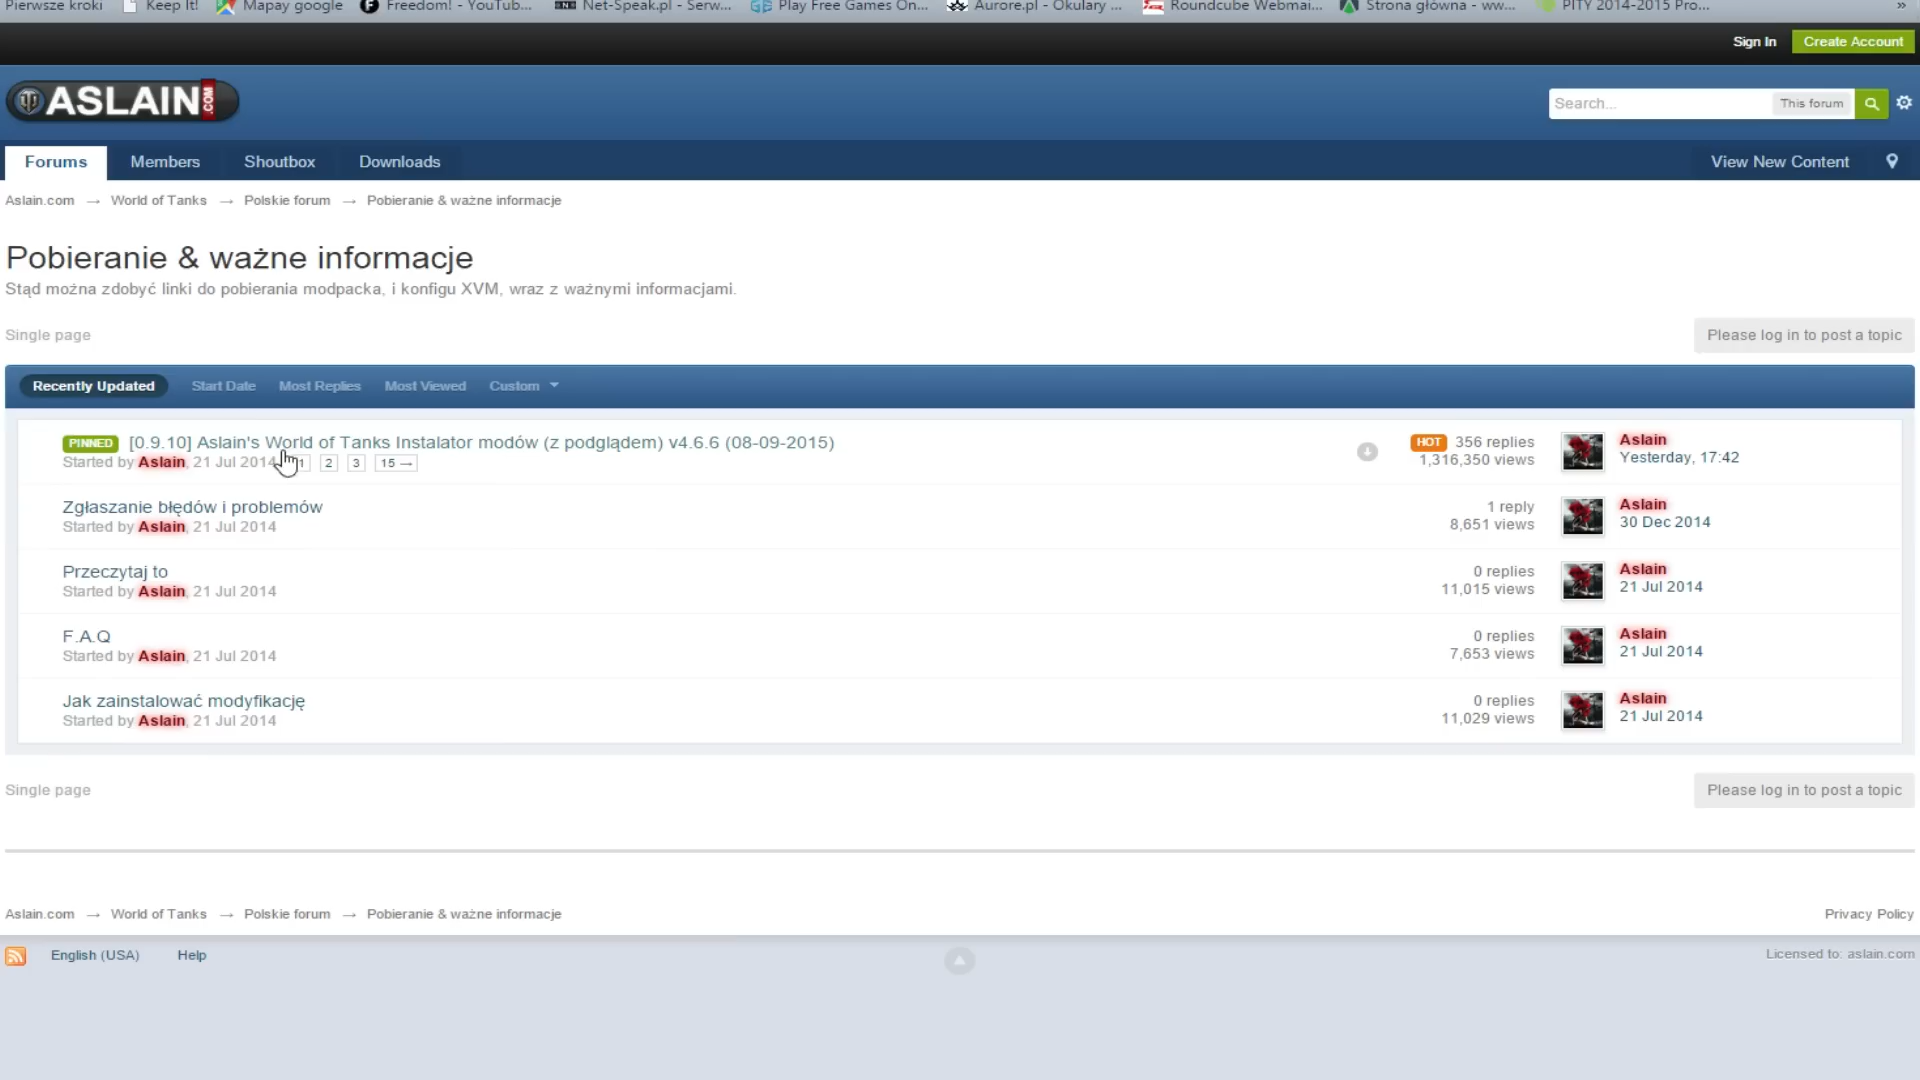 Pierwsze kroki Keep It! Mapay google Freedom! - YouTub... Net-Speak.pl - Serw... Play Free Games On... Aurore.pl - Okulary ... Roundcube Webmai... Strona główna - ww... PITY 2014-2015 Pro... »
Sign In Create Account
ASLAIN.COM
Search... This forum
Forums Members Shoutbox Downloads View New Content
Aslain.com → World of Tanks → Polskie forum → Pobieranie & ważne informacje
Pobieranie & ważne informacje
Stąd można zdobyć linki do pobierania modpacka, i konfigu XVM, wraz z ważnymi informacjami.
Single page Please log in to post a topic
Recently Updated Start Date Most Replies Most Viewed Custom
PINNED [0.9.10] Aslain's World of Tanks Instalator modów (z podglądem) v4.6.6 (08-09-2015) HOT 356 replies Aslain
Started by Aslain, 21 Jul 2014 1 2 3 15 → 1,316,350 views Yesterday, 17:42
Zgłaszanie błędów i problemów 1 reply Aslain
Started by Aslain, 21 Jul 2014 8,651 views 30 Dec 2014
Przeczytaj to 0 replies Aslain
Started by Aslain, 21 Jul 2014 11,015 views 21 Jul 2014
F.A.Q 0 replies Aslain
Started by Aslain, 21 Jul 2014 7,653 views 21 Jul 2014
Jak zainstalować modyfikację 0 replies Aslain
Started by Aslain, 21 Jul 2014 11,029 views 21 Jul 2014
Single page Please log in to post a topic
Aslain.com → World of Tanks → Polskie forum → Pobieranie & ważne informacje Privacy Policy
English (USA) Help Licensed to: aslain.com